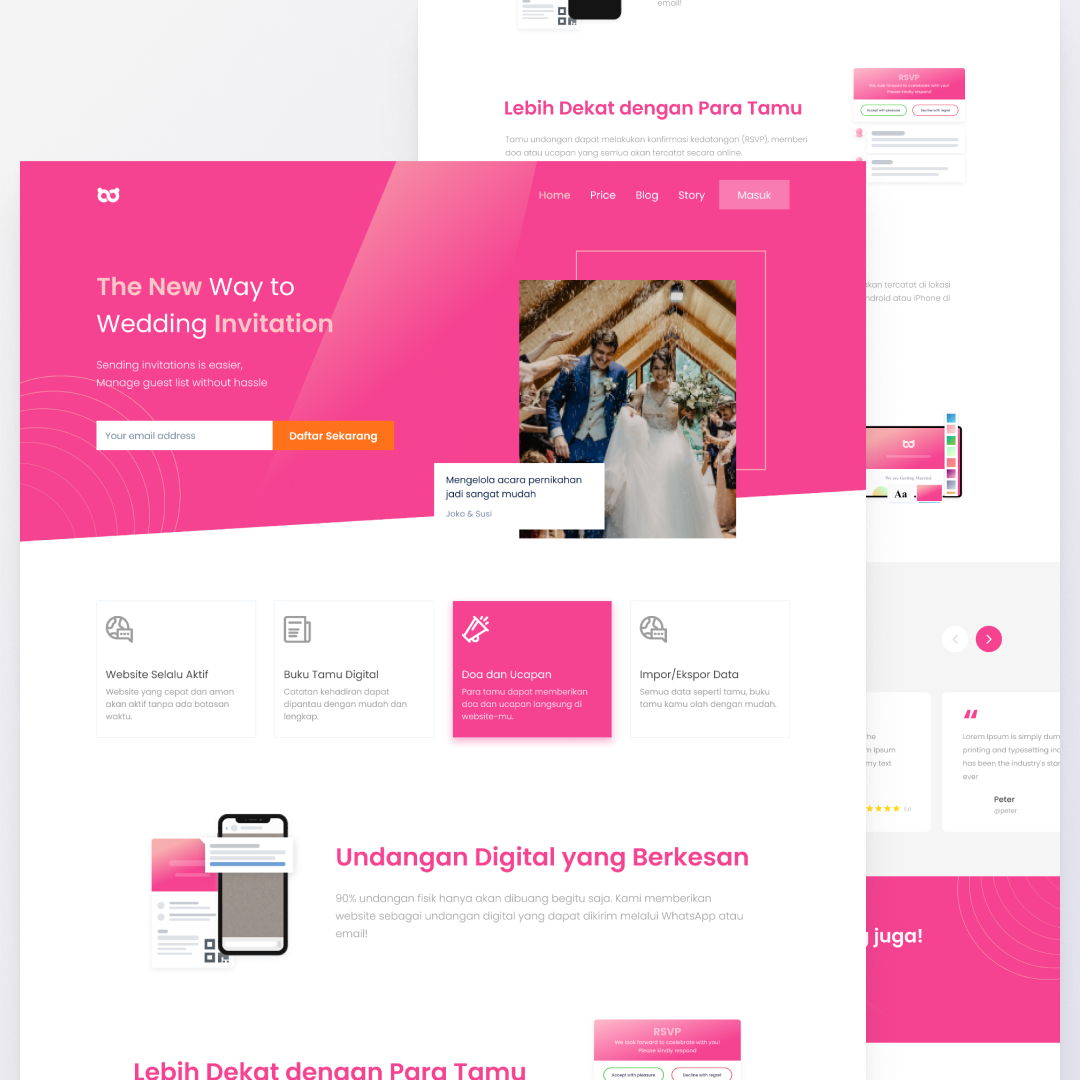 email!
Lebih Dekat dengan Para Tamu
Tamu undangan dapat melakukan konfirmasi kedatangan (RSVP), memberi
doa atau ucapan yang semua akan tercatat secara online.
RSVP
We look forward to ccelebrate with you!
Please kindly respond
Accept with pleasure
Decline with regret
Home
Price
Blog
Story
Masuk
The New Way to
Wedding Invitation
Sending invitations is easier,
Manage guest list without hassle
Your email address
Daftar Sekarang
Mengelola acara pernikahan
jadi sangat mudah
Joko & Susi
Website Selalu Aktif
Website yang cepat dan aman
akan aktif tanpa ada batasan
waktu.
Buku Tamu Digital
Catatan kehadiran dapat
dipantau dengan mudah dan
lengkap.
Doa dan Ucapan
Para tamu dapat memberikan
doa dan ucapan langsung di
website-mu.
Impor/Ekspor Data
Semua data seperti tamu, buku
tamu kamu olah dengan mudah.
Undangan Digital yang Berkesan
90% undangan fisik hanya akan dibuang begitu saja. Kami memberikan
website sebagai undangan digital yang dapat dikirim melalui WhatsApp atau
email!
Lebih Dekat dengan Para Tamu
RSVP
We look forward to ccelebrate with you!
Please kindly respond
Accept with pleasure
Decline with regret
kan tercatat di lokasi
ndroid atau iPhone di
We are Getting Married
Aa
he
m Ipsum
my text
5,0
“
Lorem Ipsum is simply dum
printing and typesetting ind
has been the industry's star
ever
Peter
@peter
juga!